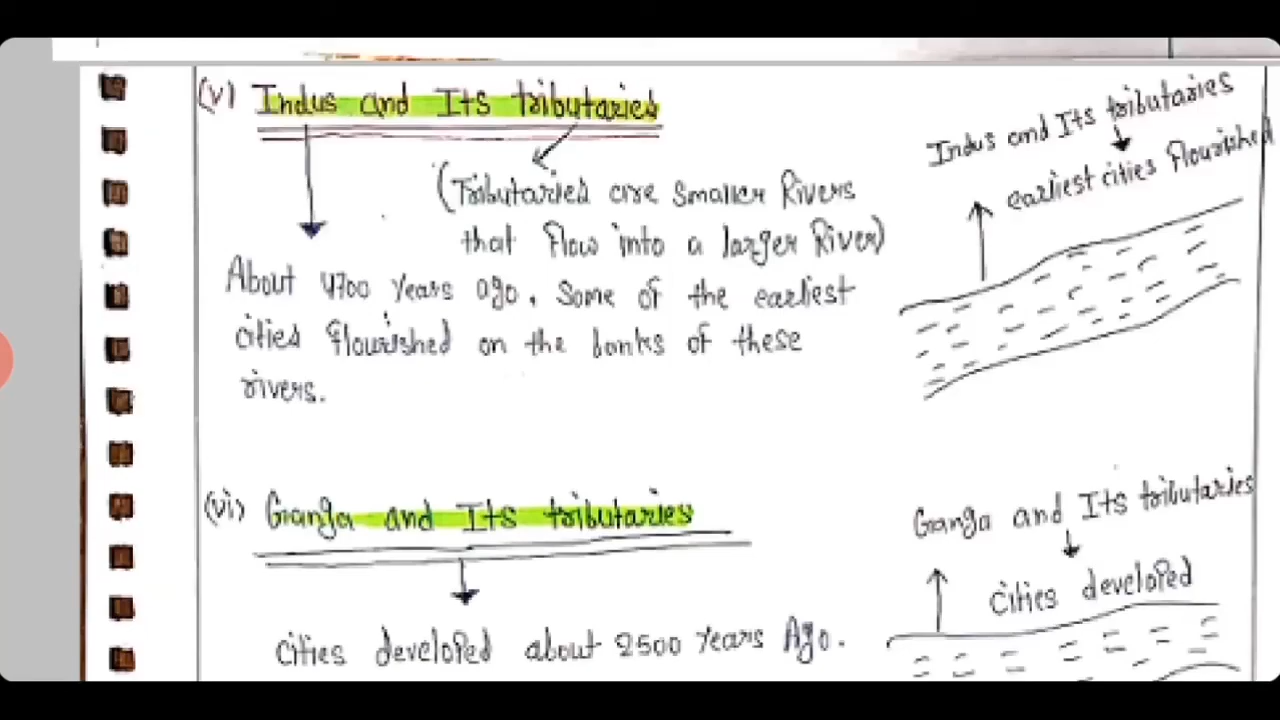 (v) Indus and Its tributaries
(Tributaries are smaller Rivers
that flow into a larger River)
About 4700 years ago, Some of the earliest
cities flourished on the banks of these
rivers.
Indus and Its tributaries
earliest cities flourished
(vi) Ganga and Its tributaries
cities developed about 2500 years Ago.
Ganga and Its tributaries
cities developed